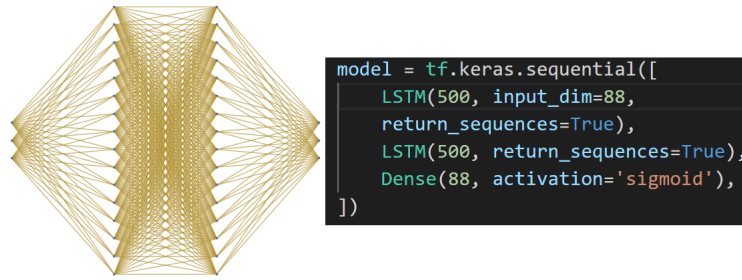 model = tf.keras.sequential([
LSTM(500, input_dim=88,
return_sequences=True),
LSTM(500, return_sequences=True),
Dense(88, activation='sigmoid'),
])